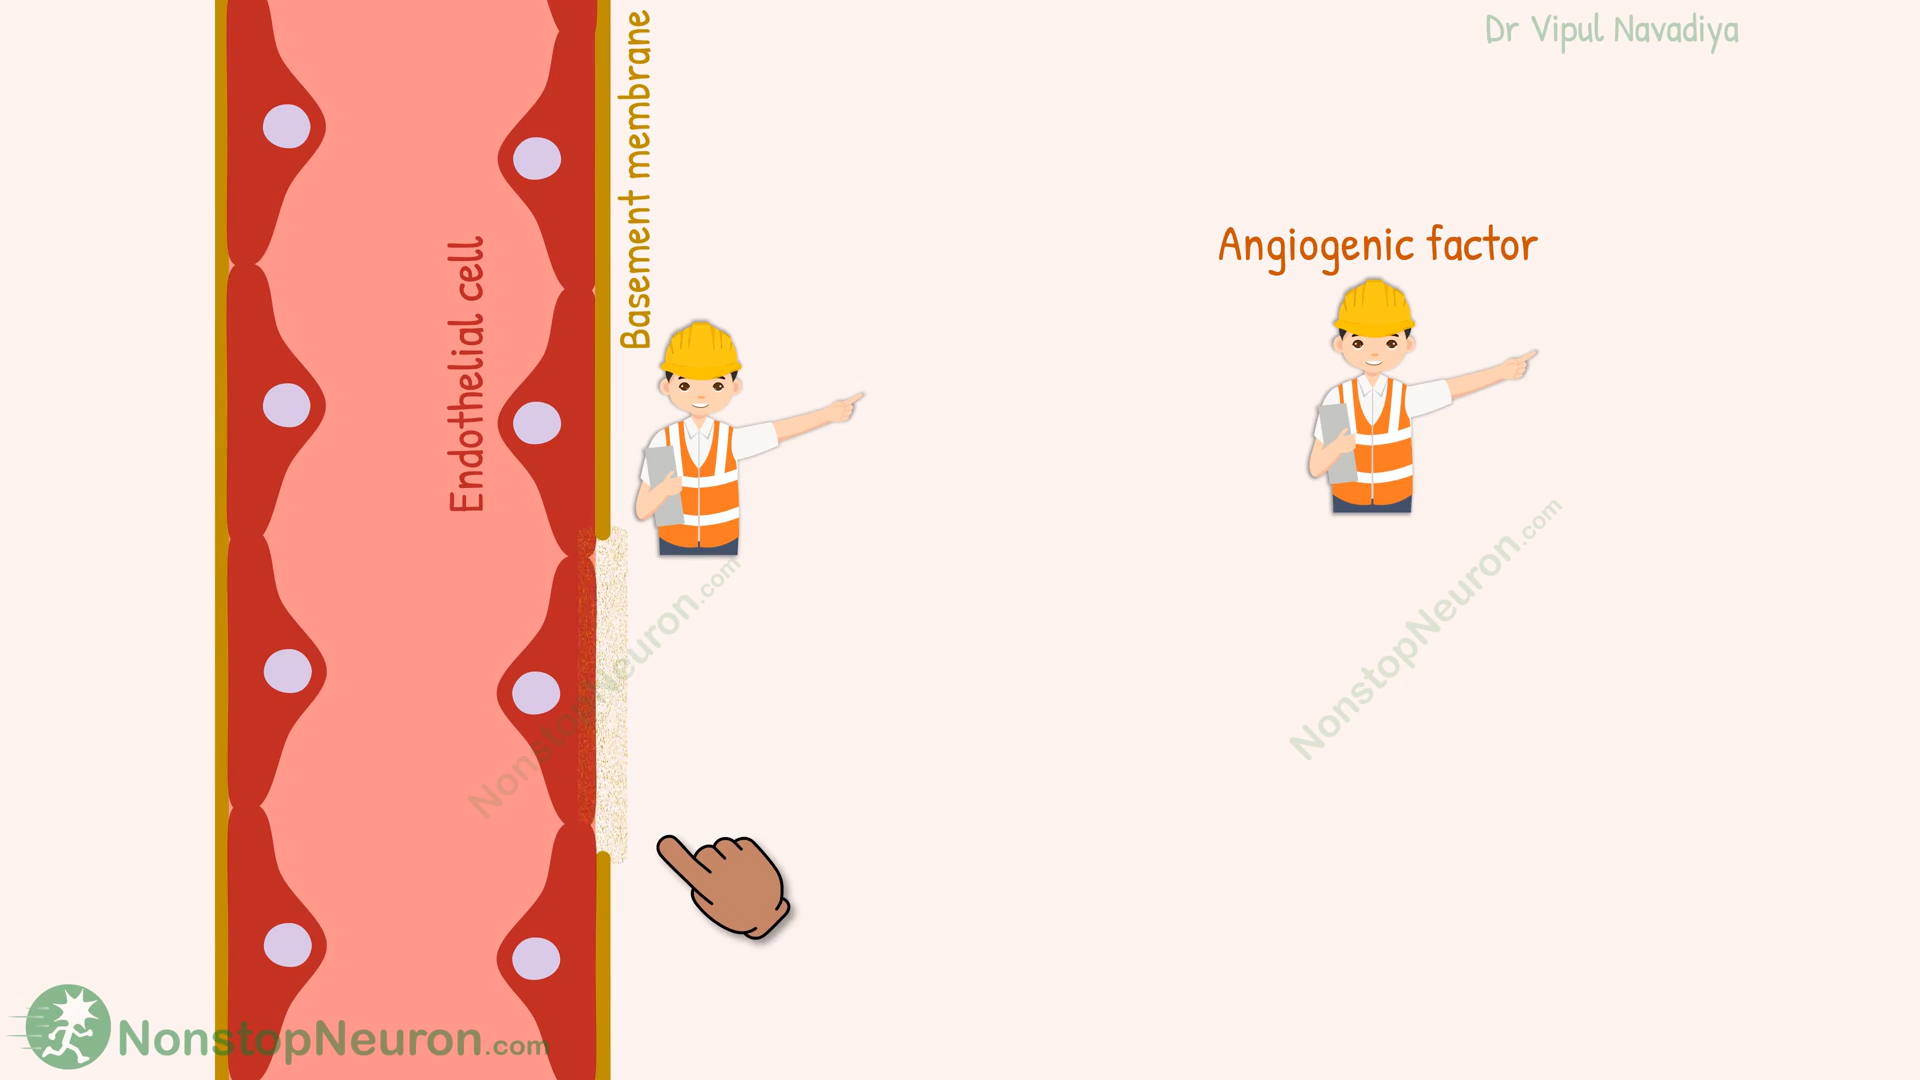 Dr Vipul Navadiya
Basement membrane
Endothelial cell
Angiogenic factor
NonstopNeuron.com
NonstopNeuron.com
NonstopNeuron.com